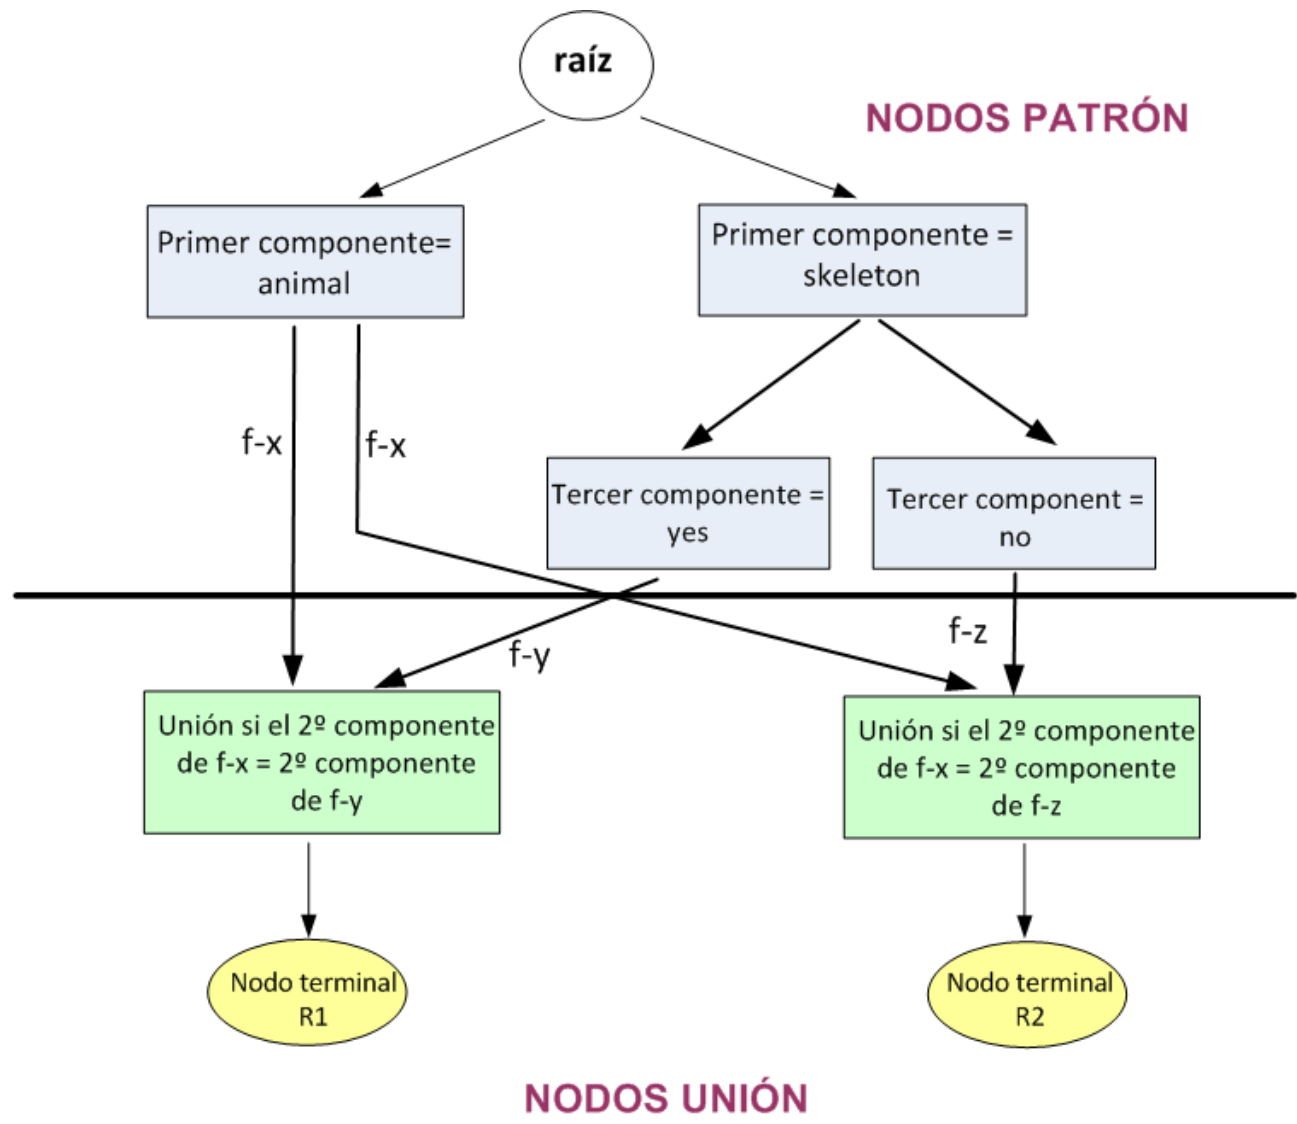 raíz
NODOS PATRÓN
Primer componente=
animal
Primer componente =
skeleton
f-x
f-x
Tercer componente =
yes
Tercer component =
no
f-y
f-z
Unión si el 2º componente
de f-x = 2º componente
de f-y
Unión si el 2º componente
de f-x = 2º componente
de f-z
Nodo terminal
R1
Nodo terminal
R2
NODOS UNIÓN